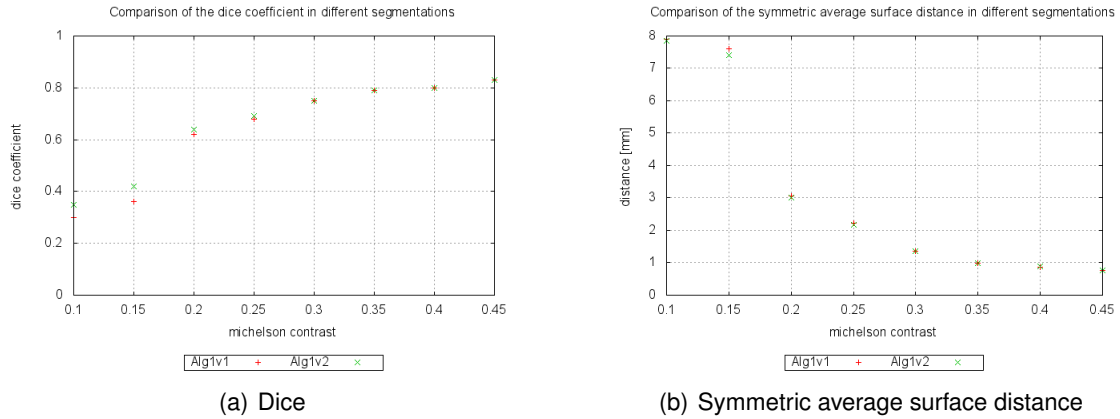 Comparison of the dice coefficient in different segmentations
1
0.8
0.6
0.4
0.2
0
dice coefficient
0.1 0.15 0.2 0.25 0.3 0.35 0.4 0.45
michelson contrast
Alg1v1 + Alg1v2 ×
(a) Dice
Comparison of the symmetric average surface distance in different segmentations
8
7
6
5
4
3
2
1
0
distance [mm]
0.1 0.15 0.2 0.25 0.3 0.35 0.4 0.45
michelson contrast
Alg1v1 + Alg1v2 ×
(b) Symmetric average surface distance